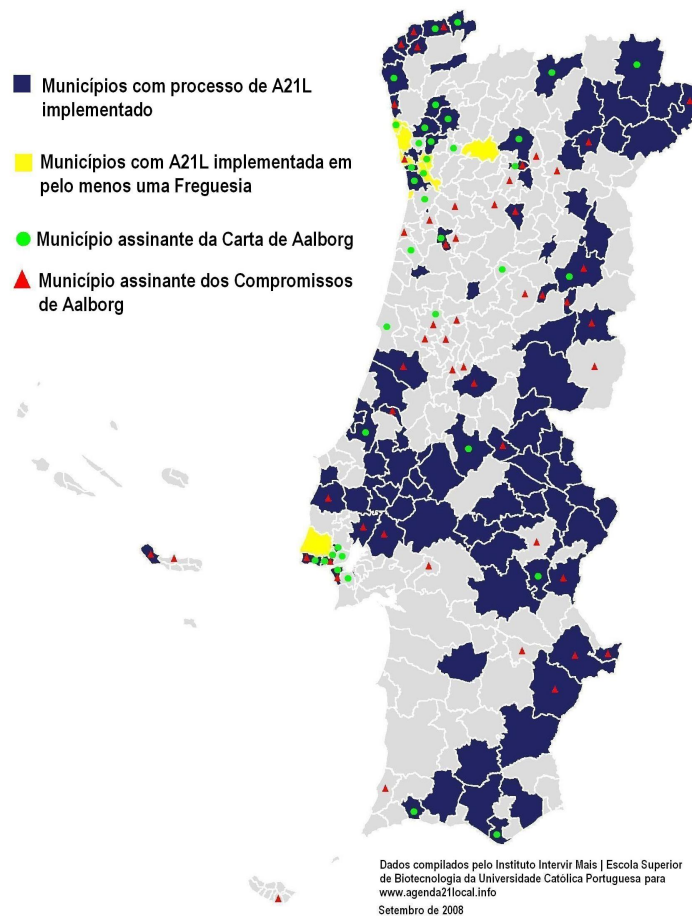 Municípios com processo de A21L
implementado
Municípios com A21L implementada em
pelo menos uma Freguesia
Município assinante da Carta de Aalborg
Município assinante dos Compromissos
de Aalborg
Dados compilados pelo Instituto Intervir Mais | Escola Superior
de Biotecnologia da Universidade Católica Portuguesa para
www.agenda21local.info
Setembro de 2008